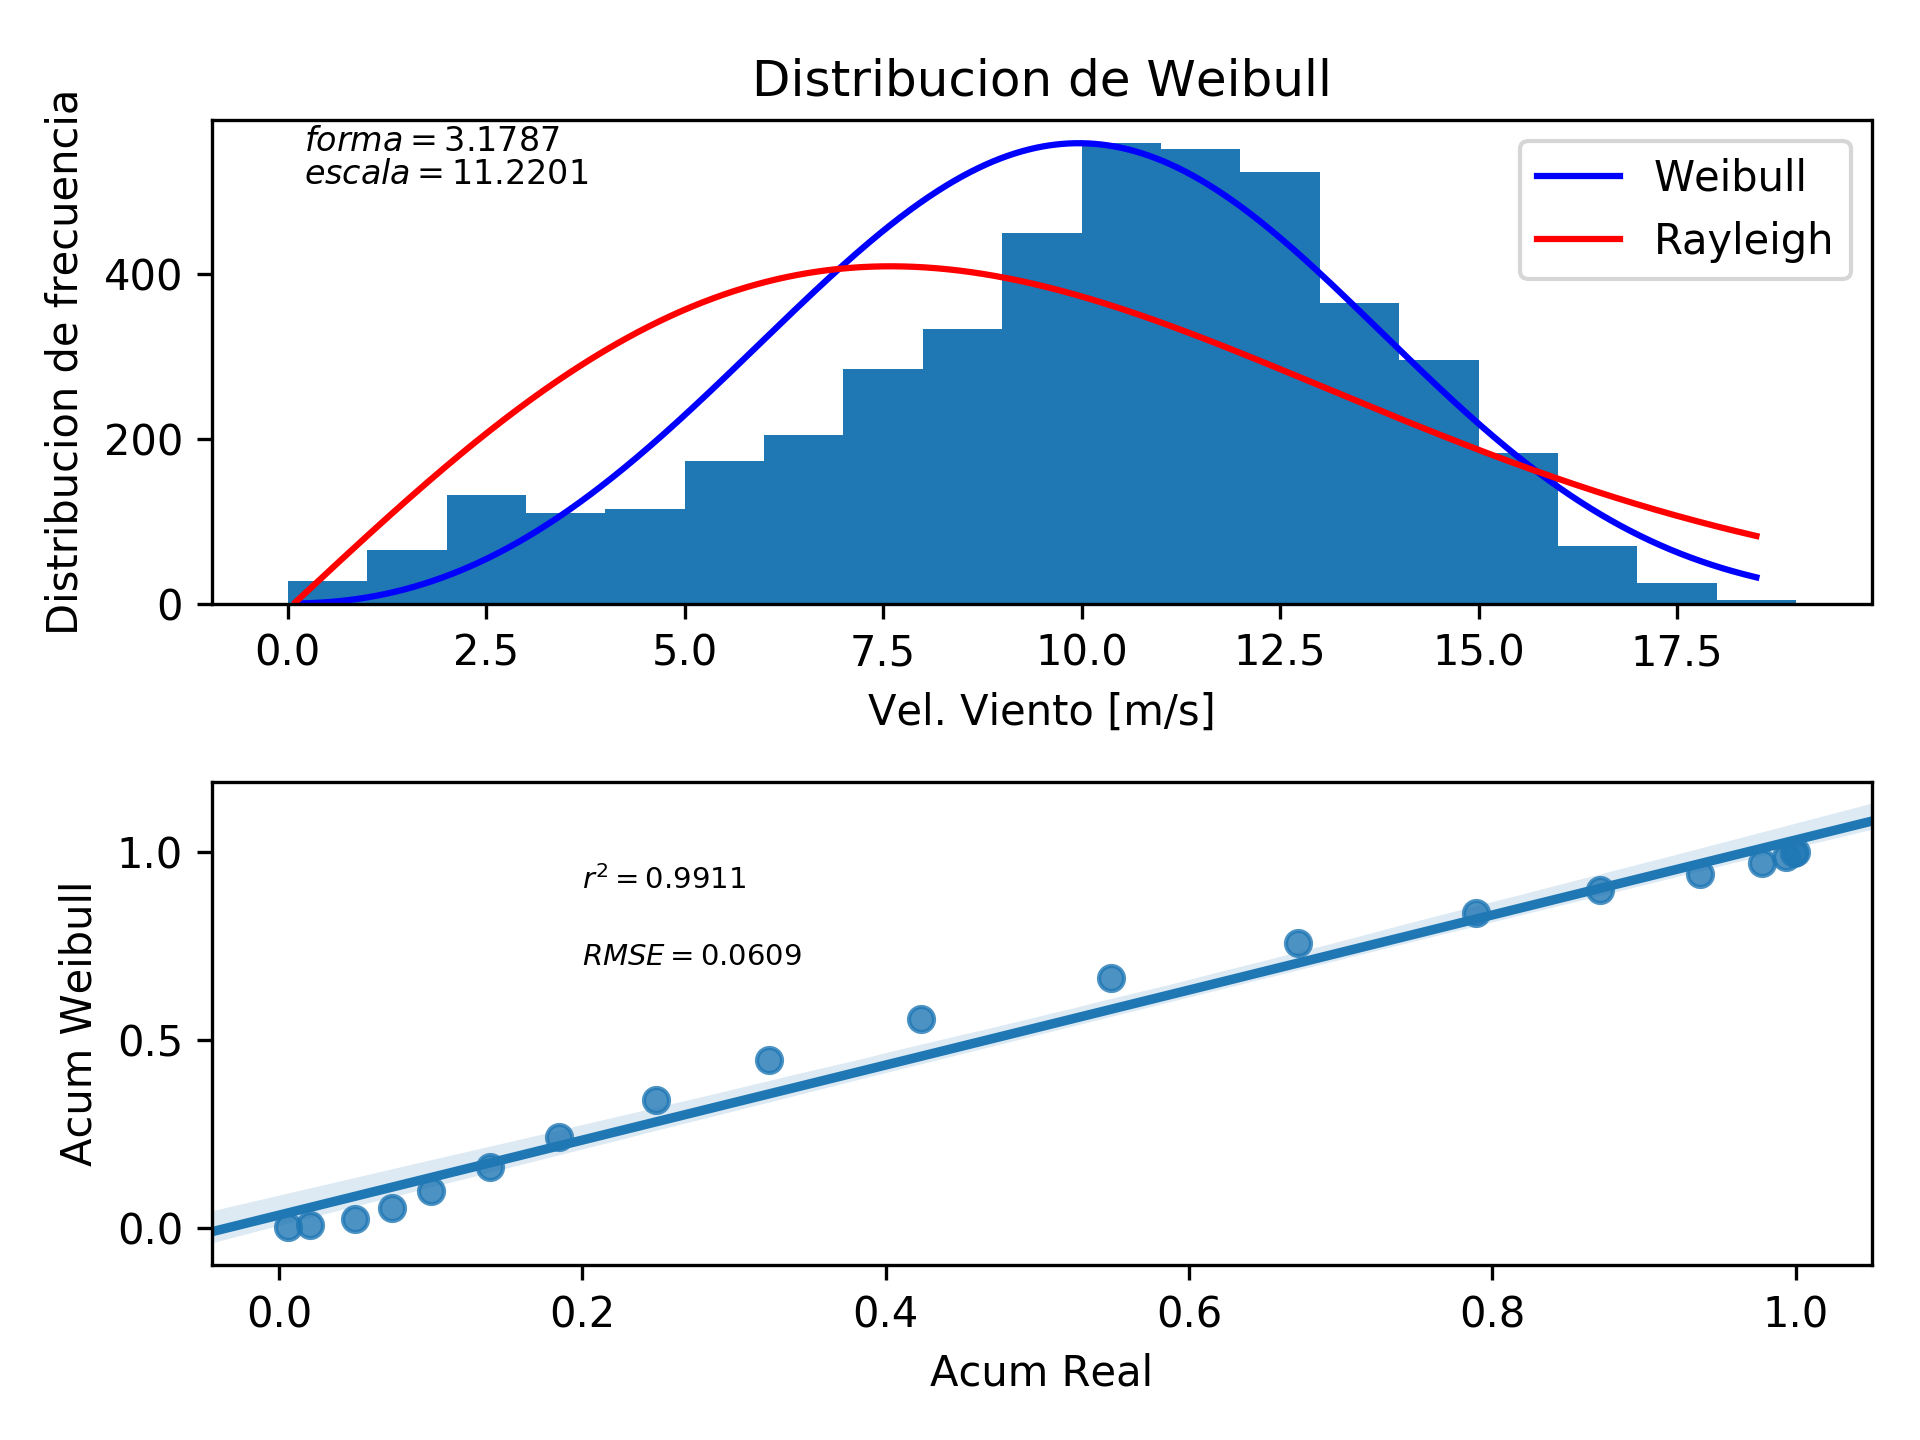 Distribucion de Weibull
forma = 3.1787
escala = 11.2201
Weibull
Rayleigh
Distribucion de frecuencia
400
200
0
0.0 2.5 5.0 7.5 10.0 12.5 15.0 17.5
Vel. Viento [m/s]
r² = 0.9911
RMSE = 0.0609
Acum Weibull
1.0
0.5
0.0
0.0 0.2 0.4 0.6 0.8 1.0
Acum Real